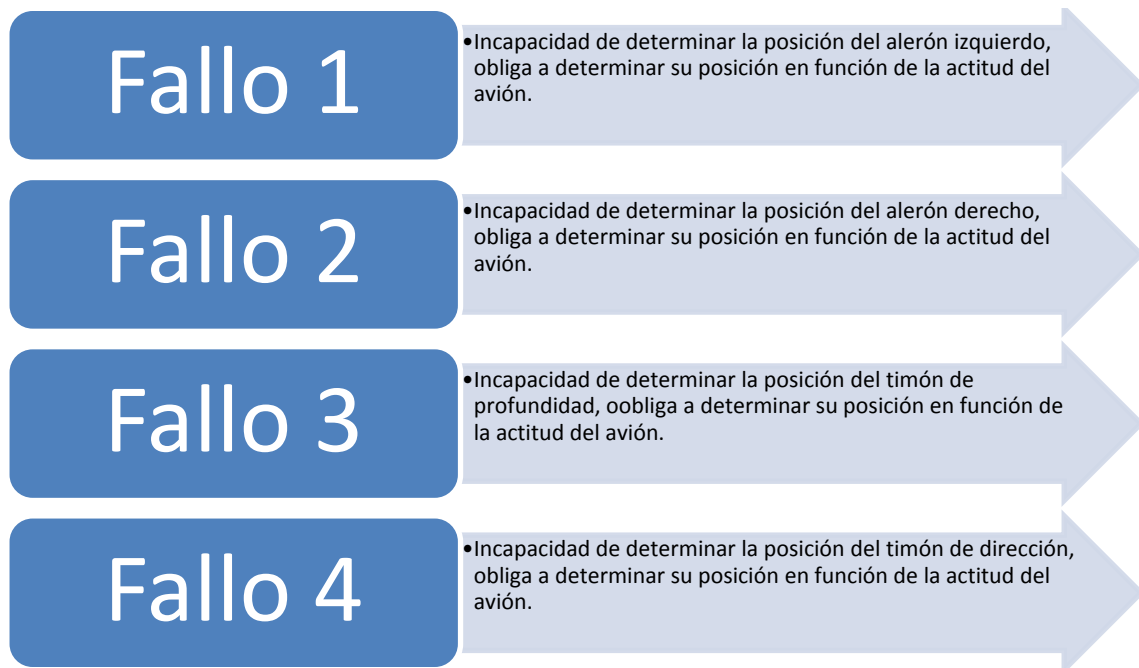 Fallo 1
•Incapacidad de determinar la posición del alerón izquierdo,
obliga a determinar su posición en función de la actitud del
avión.
Fallo 2
•Incapacidad de determinar la posición del alerón derecho,
obliga a determinar su posición en función de la actitud del
avión.
Fallo 3
•Incapacidad de determinar la posición del timón de
profundidad, oobliga a determinar su posición en función de
la actitud del avión.
Fallo 4
•Incapacidad de determinar la posición del timón de dirección,
obliga a determinar su posición en función de la actitud del
avión.